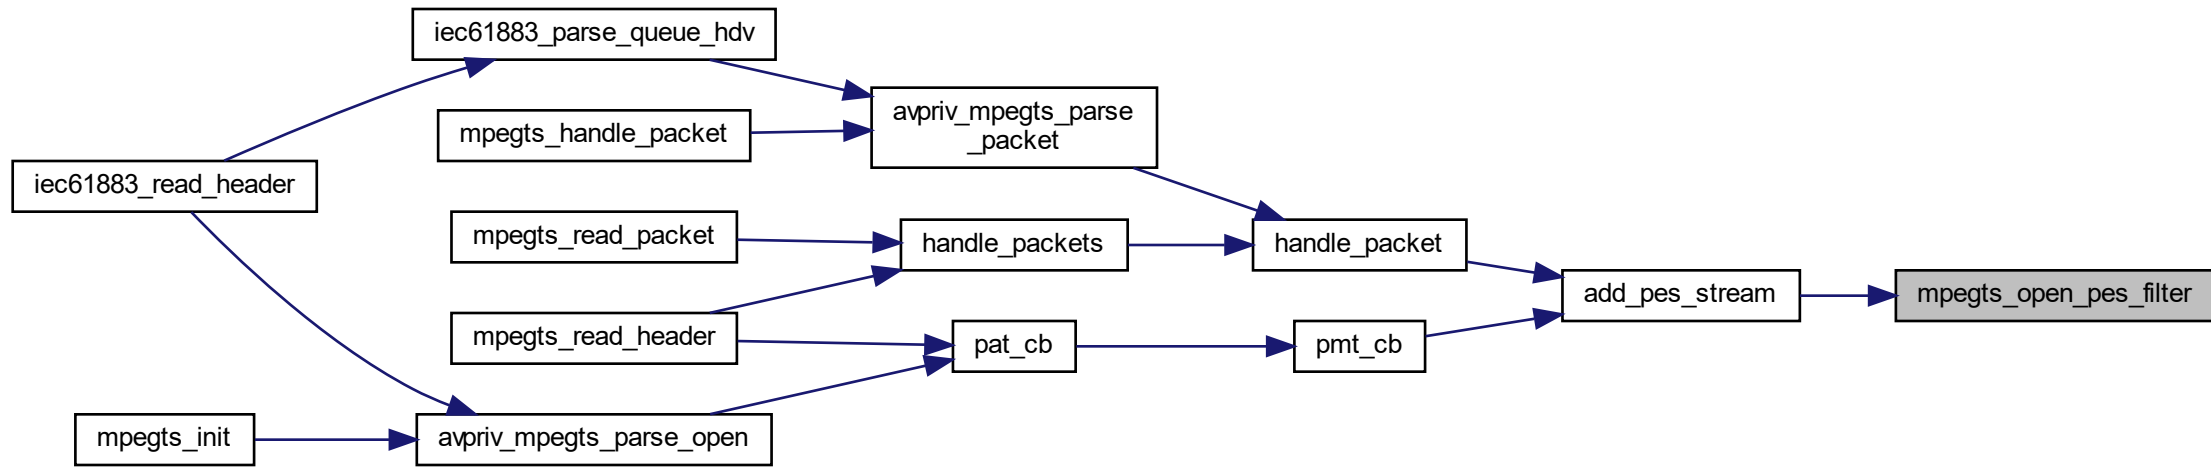 iec61883_parse_queue_hdv
avpriv_mpegts_parse
_packet
mpegts_handle_packet
iec61883_read_header
mpegts_read_packet
handle_packets
handle_packet
add_pes_stream
mpegts_open_pes_filter
mpegts_read_header
pat_cb
pmt_cb
mpegts_init
avpriv_mpegts_parse_open